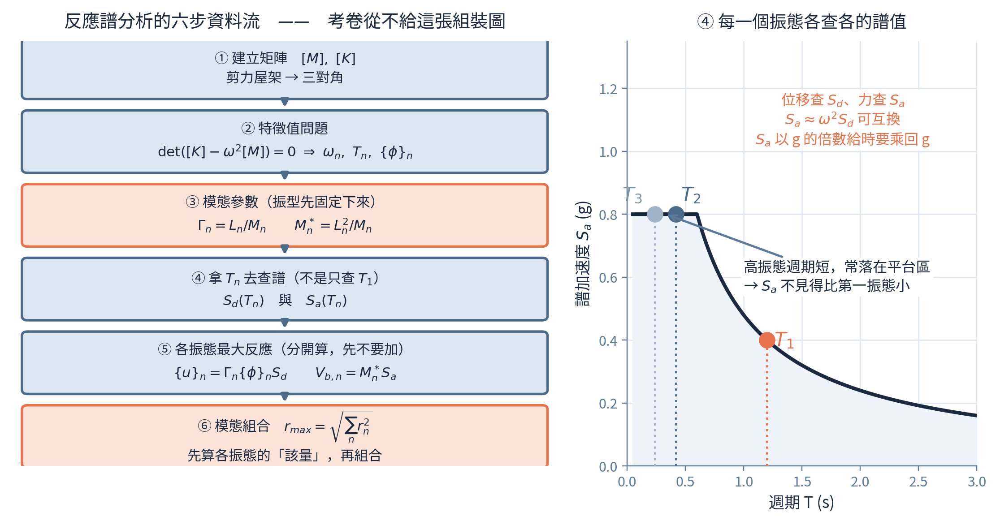 反應譜分析的六步資料流　——　考卷從不給這張組裝圖
① 建立矩陣　[M], [K]
剪力屋架 → 三對角
② 特徵值問題
det([K] − ω²[M]) = 0 ⇒ ωₙ, Tₙ, {ϕ}ₙ
③ 模態參數（振型先固定下來）
Γₙ = Lₙ/Mₙ　　Mₙ* = Lₙ²/Mₙ
④ 拿 Tₙ 去查譜（不是只查 T₁）
S_d(Tₙ)　與　S_a(Tₙ)
⑤ 各振態最大反應（分開算，先不要加）
{u}ₙ = Γₙ{ϕ}ₙS_d　　V_{b,n} = Mₙ*S_a
⑥ 模態組合　r_{max} = √(∑ₙ rₙ²)
先算各振態的「該量」，再組合
④ 每一個振態各查各的譜值
譜加速度 S_a (g)
1.2
1.0
0.8
0.6
0.4
0.2
0.0
位移查 S_d、力查 S_a
S_a ≈ ω²S_d 可互換
S_a 以 g 的倍數給時要乘回 g
T₃
T₂
高振態週期短，常落在平台區
→ S_a 不見得比第一振態小
T₁
0.0
0.5
1.0
1.5
2.0
2.5
3.0
週期 T (s)